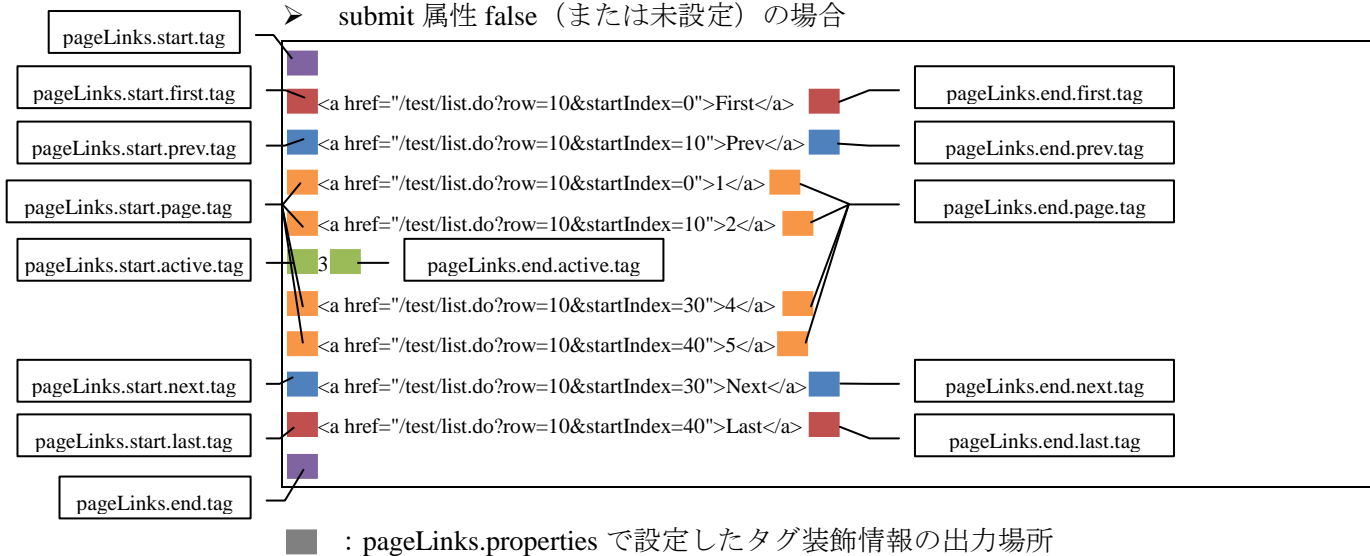 ➢ submit 属性 false（または未設定）の場合
pageLinks.start.tag
pageLinks.start.first.tag
<a href="/test/list.do?row=10&startIndex=0">First</a>
pageLinks.end.first.tag
pageLinks.start.prev.tag
<a href="/test/list.do?row=10&startIndex=10">Prev</a>
pageLinks.end.prev.tag
<a href="/test/list.do?row=10&startIndex=0">1</a>
pageLinks.start.page.tag
pageLinks.end.page.tag
<a href="/test/list.do?row=10&startIndex=10">2</a>
pageLinks.start.active.tag
3
pageLinks.end.active.tag
<a href="/test/list.do?row=10&startIndex=30">4</a>
<a href="/test/list.do?row=10&startIndex=40">5</a>
pageLinks.start.next.tag
<a href="/test/list.do?row=10&startIndex=30">Next</a>
pageLinks.end.next.tag
pageLinks.start.last.tag
<a href="/test/list.do?row=10&startIndex=40">Last</a>
pageLinks.end.last.tag
pageLinks.end.tag
：pageLinks.properties で設定したタグ装飾情報の出力場所